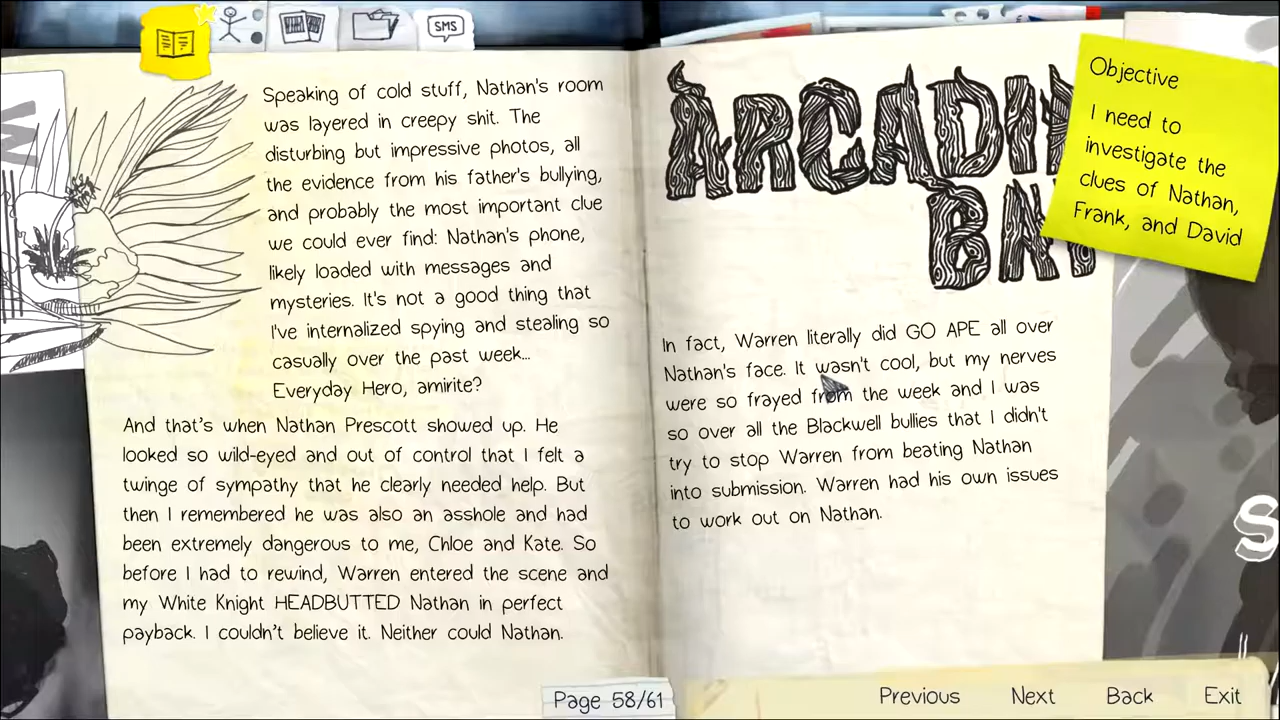 SMS
Speaking of cold stuff, Nathan's room
was layered in creepy shit. The
disturbing but impressive photos, all
the evidence from his father's bullying,
and probably the most important clue
we could ever find: Nathan's phone,
likely loaded with messages and
mysteries. It's not a good thing that
I've internalized spying and stealing so
casually over the past week...
Everyday Hero, amirite?
And that's when Nathan Prescott showed up. He
looked so wild-eyed and out of control that I felt a
twinge of sympathy that he clearly needed help. But
then I remembered he was also an asshole and had
been extremely dangerous to me, Chloe and Kate. So
before I had to rewind, Warren entered the scene and
my White Knight HEADBUTTED Nathan in perfect
payback. I couldn't believe it. Neither could Nathan.
ARCADIA
BAY
In fact, Warren literally did GO APE all over
Nathan's face. It wasn't cool, but my nerves
were so frayed from the week and I was
so over all the Blackwell bullies that I didn't
try to stop Warren from beating Nathan
into submission. Warren had his own issues
to work out on Nathan.
Objective
I need to
investigate the
clues of Nathan,
Frank, and David
S
Page 58/61
Previous Next Back Exit